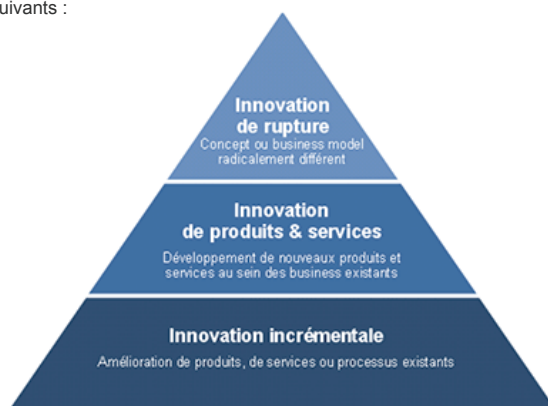 uivants :
Innovation
de rupture
Concept ou business model
radicalement différent
Innovation
de produits & services
Développement de nouveaux produits et
services au sein des business existants
Innovation incrémentale
Amélioration de produits, de services ou processus existants